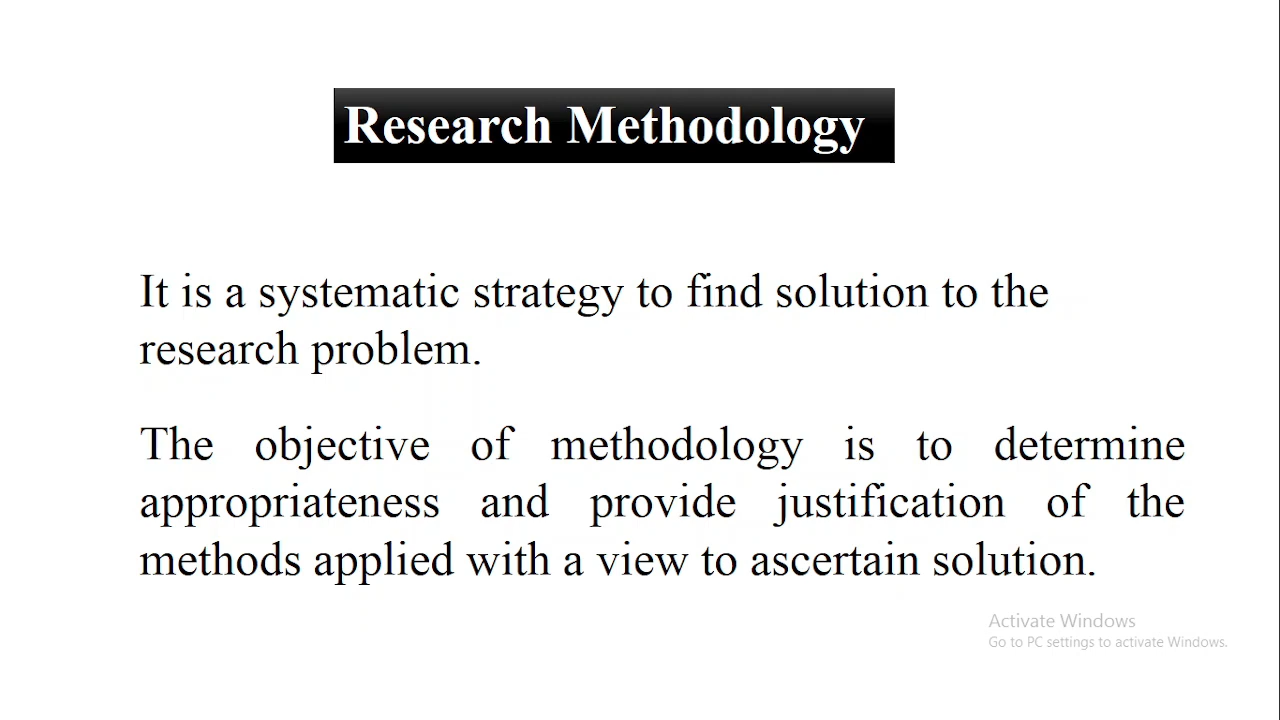 Research Methodology
It is a systematic strategy to find solution to the
research problem.
The objective of methodology is to determine
appropriateness and provide justification of the
methods applied with a view to ascertain solution.
Activate Windows
Go to PC settings to activate Windows.